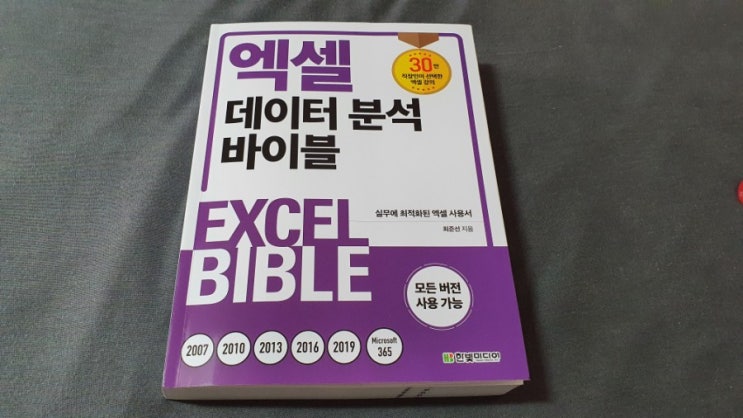 엑셀
데이터 분석
바이블
30만
직장인이 선택한
엑셀 강의
EXCEL
BIBLE
실무에 최적화된 엑셀 사용서
최준선 지음
모든 버전
사용 가능
2007 2010 2013 2016 2019 Microsoft 365
한빛미디어